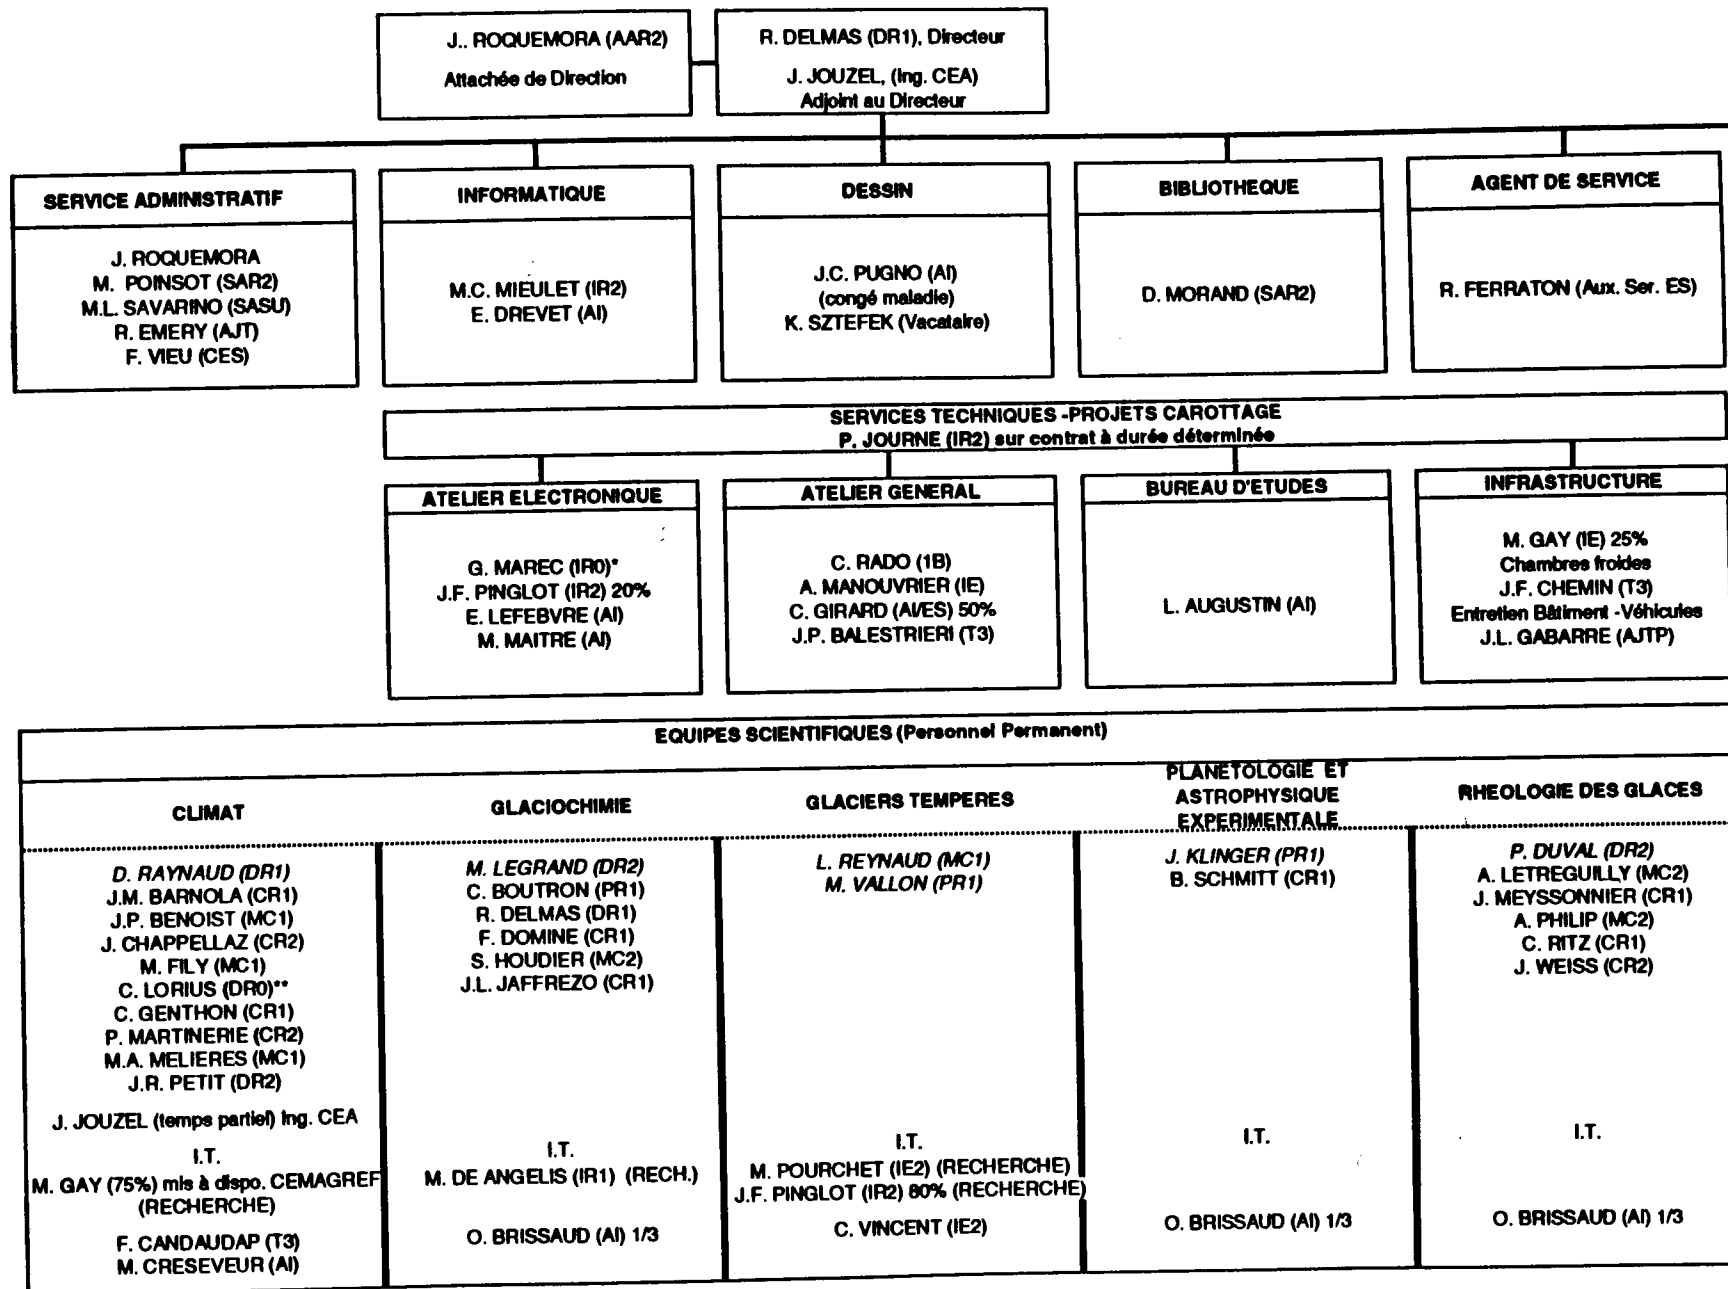 J.. ROQUEMORA (AAR2)
Attachée de Direction
R. DELMAS (DR1), Directeur
J. JOUZEL, (Ing. CEA)
Adjoint au Directeur
SERVICE ADMINISTRATIF
J. ROQUEMORA
M. POINSOT (SAR2)
M.L. SAVARINO (SASU)
R. EMERY (AJT)
F. VIEU (CES)
INFORMATIQUE
M.C. MIEULET (IR2)
E. DREVET (AI)
DESSIN
J.C. PUGNO (AI)
(congé maladie)
K. SZTEFEK (Vacataire)
BIBLIOTHEQUE
D. MORAND (SAR2)
AGENT DE SERVICE
R. FERRATON (Aux. Ser. ES)
SERVICES TECHNIQUES -PROJETS CAROTTAGE
P. JOURNE (IR2) sur contrat à durée déterminée
ATELIER ELECTRONIQUE
G. MAREC (IR0)*
J.F. PINGLOT (IR2) 20%
E. LEFEBVRE (AI)
M. MAITRE (AI)
ATELIER GENERAL
C. RADO (1B)
A. MANOUVRIER (IE)
C. GIRARD (AI/ES) 50%
J.P. BALESTRIERI (T3)
BUREAU D'ETUDES
L. AUGUSTIN (AI)
INFRASTRUCTURE
M. GAY (IE) 25%
Chambres froides
J.F. CHEMIN (T3)
Entretien Bâtiment -Véhicules
J.L. GABARRE (AJTP)
EQUIPES SCIENTIFIQUES (Personnel Permanent)
CLIMAT
D. RAYNAUD (DR1)
J.M. BARNOLA (CR1)
J.P. BENOIST (MC1)
J. CHAPPELLAZ (CR2)
M. FILY (MC1)
C. LORIUS (DR0)**
C. GENTHON (CR1)
P. MARTINERIE (CR2)
M.A. MELIERES (MC1)
J.R. PETIT (DR2)
J. JOUZEL (temps partiel) Ing. CEA
I.T.
M. GAY (75%) mis à dispo. CEMAGREF
(RECHERCHE)
F. CANDAUDAP (T3)
M. CRESEVEUR (AI)
GLACIOCHIMIE
M. LEGRAND (DR2)
C. BOUTRON (PR1)
R. DELMAS (DR1)
F. DOMINE (CR1)
S. HOUDIER (MC2)
J.L. JAFFREZO (CR1)
I.T.
M. DE ANGELIS (IR1) (RECH.)
O. BRISSAUD (AI) 1/3
GLACIERS TEMPERES
L. REYNAUD (MC1)
M. VALLON (PR1)
I.T.
M. POURCHET (IE2) (RECHERCHE)
J.F. PINGLOT (IR2) 80% (RECHERCHE)
C. VINCENT (IE2)
PLANETOLOGIE ET
ASTROPHYSIQUE
EXPERIMENTALE
J. KLINGER (PR1)
B. SCHMITT (CR1)
I.T.
O. BRISSAUD (AI) 1/3
RHEOLOGIE DES GLACES
P. DUVAL (DR2)
A. LETREGUILLY (MC2)
J. MEYSSONNIER (CR1)
A. PHILIP (MC2)
C. RITZ (CR1)
J. WEISS (CR2)
I.T.
O. BRISSAUD (AI) 1/3